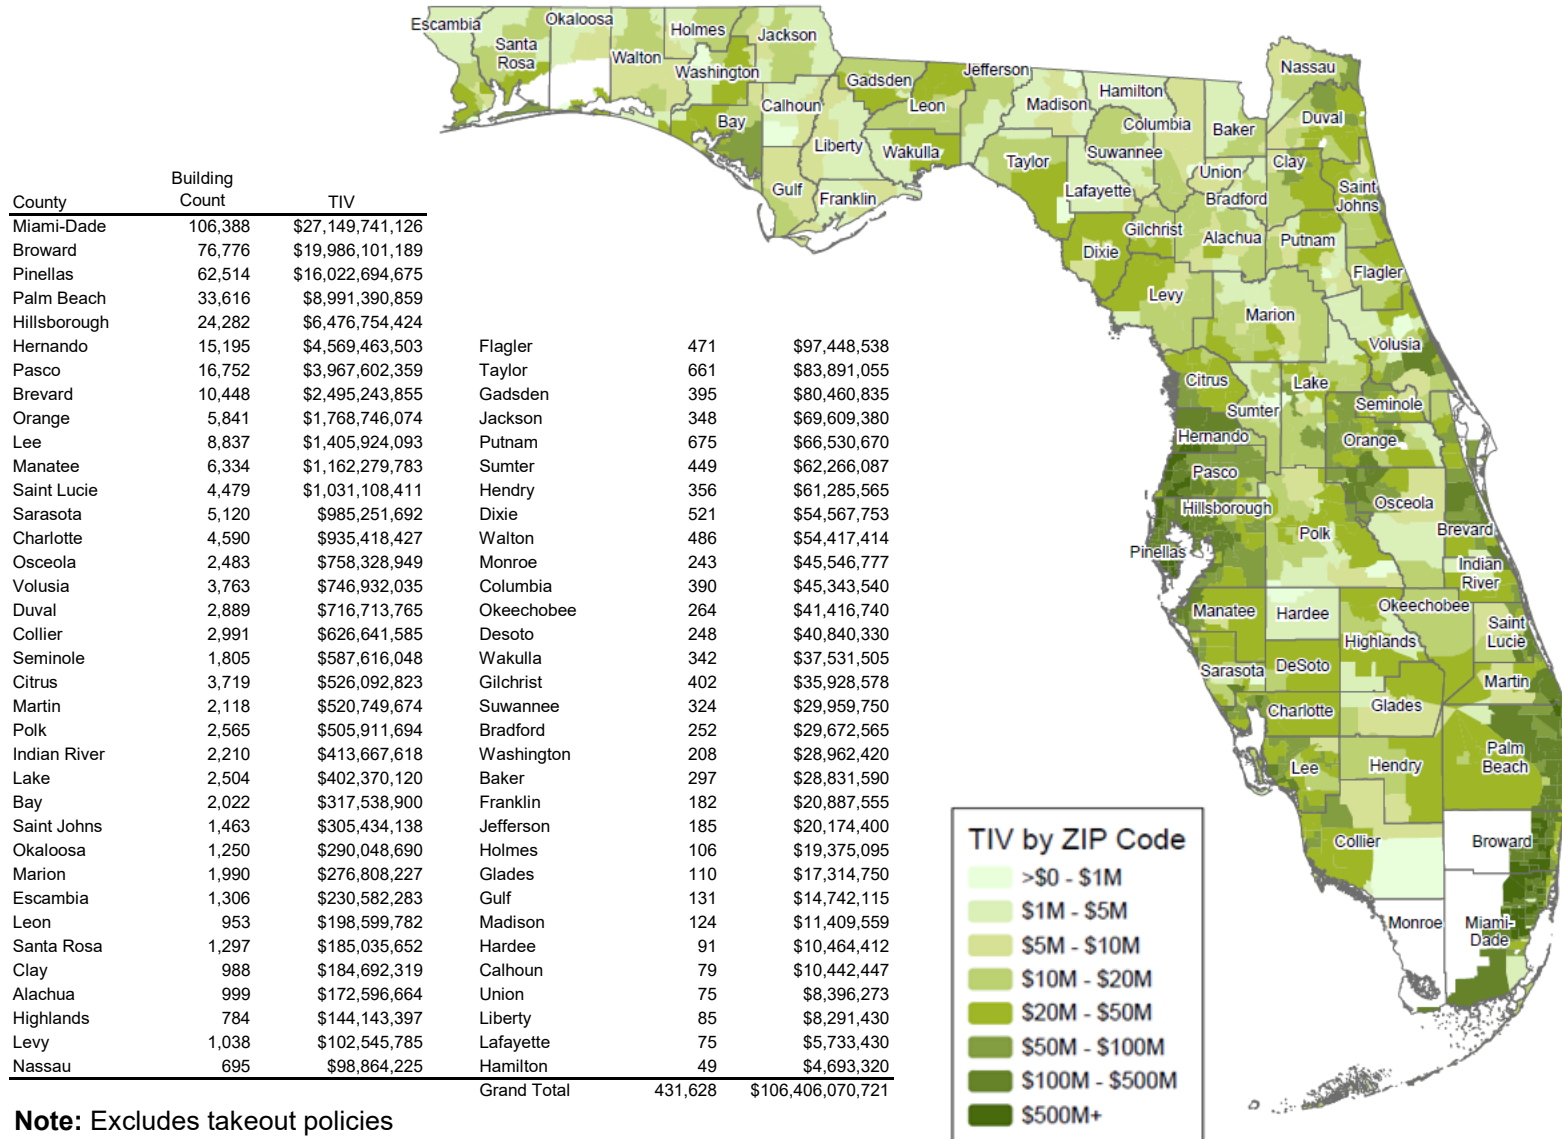 County Building Count TIV
Miami-Dade 106,388 $27,149,741,126
Broward 76,776 $19,986,101,189
Pinellas 62,514 $16,022,694,675
Palm Beach 33,616 $8,991,390,859
Hillsborough 24,282 $6,476,754,424
Hernando 15,195 $4,569,463,503
Pasco 16,752 $3,967,602,359
Brevard 10,448 $2,495,243,855
Orange 5,841 $1,768,746,074
Lee 8,837 $1,405,924,093
Manatee 6,334 $1,162,279,783
Saint Lucie 4,479 $1,031,108,411
Sarasota 5,120 $985,251,692
Charlotte 4,590 $935,418,427
Osceola 2,483 $758,328,949
Volusia 3,763 $746,932,035
Duval 2,889 $716,713,765
Collier 2,991 $626,641,585
Seminole 1,805 $587,616,048
Citrus 3,719 $526,092,823
Martin 2,118 $520,749,674
Polk 2,565 $505,911,694
Indian River 2,210 $413,667,618
Lake 2,504 $402,370,120
Bay 2,022 $317,538,900
Saint Johns 1,463 $305,434,138
Okaloosa 1,250 $290,048,690
Marion 1,990 $276,808,227
Escambia 1,306 $230,582,283
Leon 953 $198,599,782
Santa Rosa 1,297 $185,035,652
Clay 988 $184,692,319
Alachua 999 $172,596,664
Highlands 784 $144,143,397
Levy 1,038 $102,545,785
Nassau 695 $98,864,225
Flagler 471 $97,448,538
Taylor 661 $83,891,055
Gadsden 395 $80,460,835
Jackson 348 $69,609,380
Putnam 675 $66,530,670
Sumter 449 $62,266,087
Hendry 356 $61,285,565
Dixie 521 $54,567,753
Walton 486 $54,417,414
Monroe 243 $45,546,777
Columbia 390 $45,343,540
Okeechobee 264 $41,416,740
Desoto 248 $40,840,330
Wakulla 342 $37,531,505
Gilchrist 402 $35,928,578
Suwannee 324 $29,959,750
Bradford 252 $29,672,565
Washington 208 $28,962,420
Baker 297 $28,831,590
Franklin 182 $20,887,555
Jefferson 185 $20,174,400
Holmes 106 $19,375,095
Glades 110 $17,314,750
Gulf 131 $14,742,115
Madison 124 $11,409,559
Hardee 91 $10,464,412
Calhoun 79 $10,442,447
Union 75 $8,396,273
Liberty 85 $8,291,430
Lafayette 75 $5,733,430
Hamilton 49 $4,693,320
Grand Total 431,628 $106,406,070,721
Note: Excludes takeout policies
Escambia
Santa
Rosa
Okaloosa
Walton
Holmes
Washington
Jackson
Bay
Calhoun
Gulf
Liberty
Franklin
Gadsden
Leon
Wakulla
Jefferson
Madison
Taylor
Hamilton
Suwannee
Lafayette
Columbia
Dixie
Gilchrist
Baker
Union
Bradford
Alachua
Levy
Nassau
Duval
Clay
Saint
Johns
Putnam
Flagler
Marion
Volusia
Citrus
Lake
Sumter
Seminole
Hernando
Orange
Pasco
Hillsborough
Osceola
Polk
Brevard
Pinellas
Indian
River
Manatee
Hardee
Okeechobee
Highlands
Saint
Lucie
Sarasota
DeSoto
Martin
Charlotte
Glades
Lee
Hendry
Palm
Beach
Collier
Broward
Monroe
Miami-
Dade
TIV by ZIP Code
>$0 - $1M
$1M - $5M
$5M - $10M
$10M - $20M
$20M - $50M
$50M - $100M
$100M - $500M
$500M+